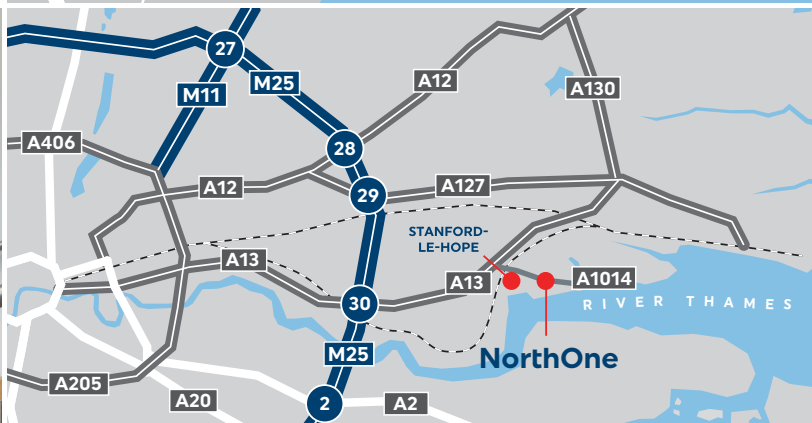 27
M11
M25
A12
A130
A406
28
A12
29
A127
STANFORD-
LE-HOPE
A13
A13
A1014
30
RIVER THAMES
M25
NorthOne
A205
A20
2
A2